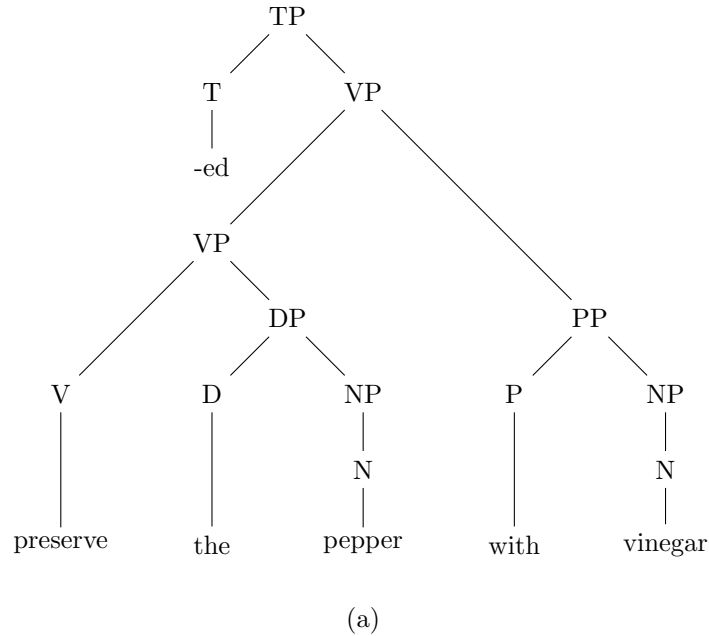 TP
T VP
-ed
VP
DP PP
V D NP P NP
N N
preserve the pepper with vinegar
(a)